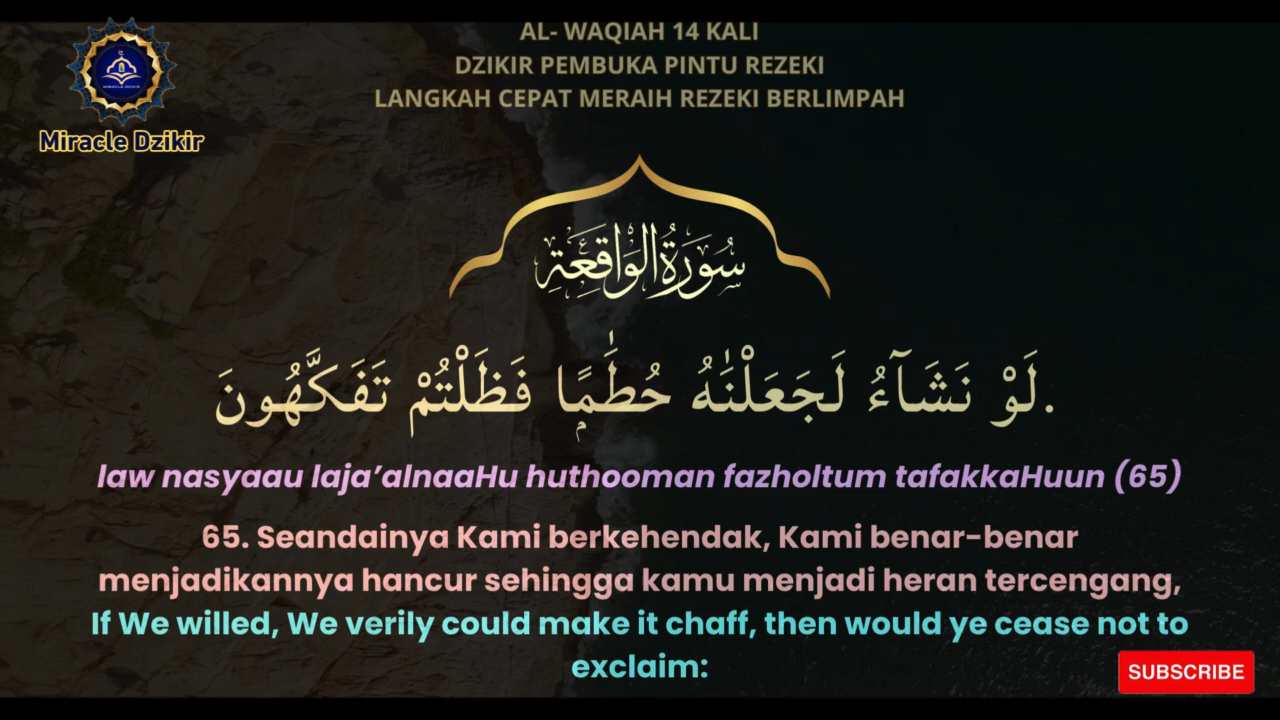 AL- WAQIAH 14 KALI
DZIKIR PEMBUKA PINTU REZEKI
LANGKAH CEPAT MERAIH REZEKI BERLIMPAH
Miracle Dzikir
سُورَةُ الْوَاقِعَةِ
لَوْ نَشَآءُ لَجَعَلْنَٰهُ حُطَٰمًۭا فَظَلْتُمْ تَفَكَّهُونَ.
law nasyaau laja’alnaaHu huthooman fazholtum tafakkaHuun (65)
65. Seandainya Kami berkehendak, Kami benar-benar
menjadikannya hancur sehingga kamu menjadi heran tercengang,
If We willed, We verily could make it chaff, then would ye cease not to
exclaim:
SUBSCRIBE